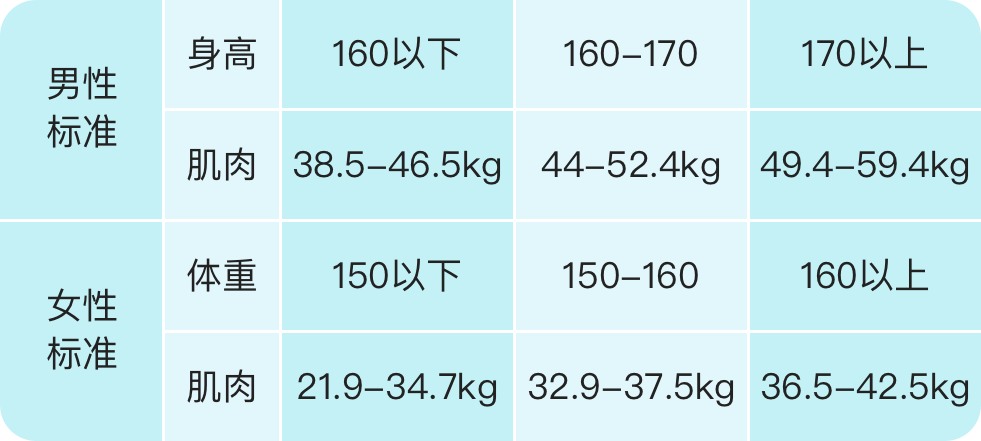 男性
标准
身高 160以下 160–170 170以上
肌肉 38.5–46.5kg 44–52.4kg 49.4–59.4kg
女性
标准
体重 150以下 150–160 160以上
肌肉 21.9–34.7kg 32.9–37.5kg 36.5–42.5kg